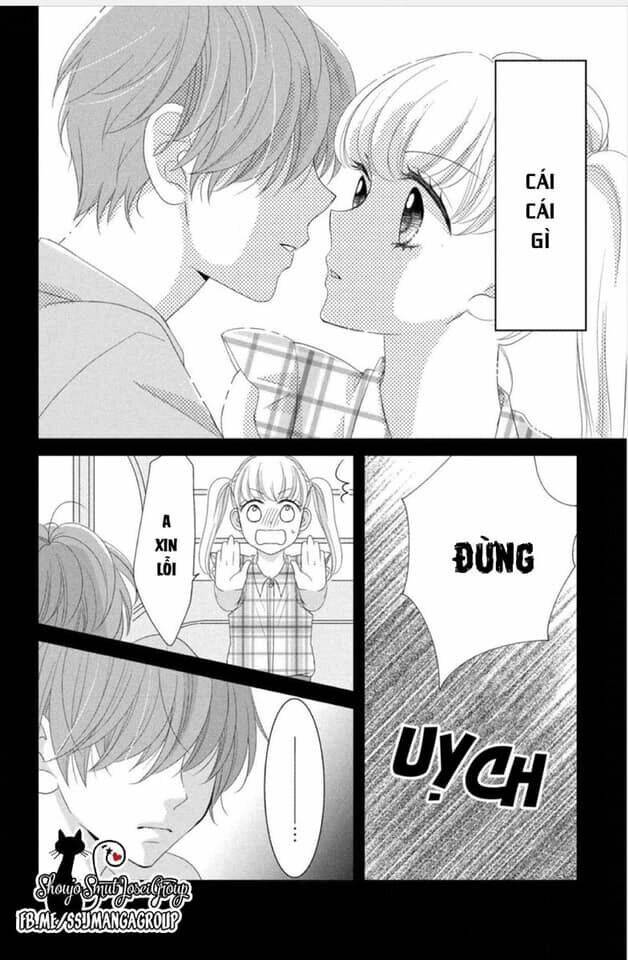 CÁI
CÁI
GÌ
ĐỪNG
UỴCH
A
XIN
LỖI
Shoujo Smut Josei Group
FB.ME/SSJMANGAGROUP